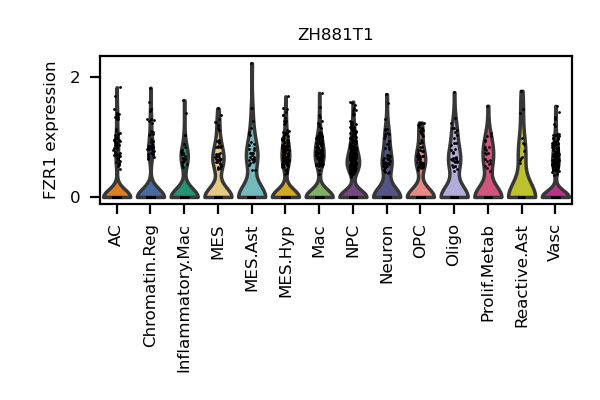 ZH881T1
FZR1 expression
2
0
AC
Chromatin.Reg
Inflammatory.Mac
MES
MES.Ast
MES.Hyp
Mac
NPC
Neuron
OPC
Oligo
Prolif.Metab
Reactive.Ast
Vasc